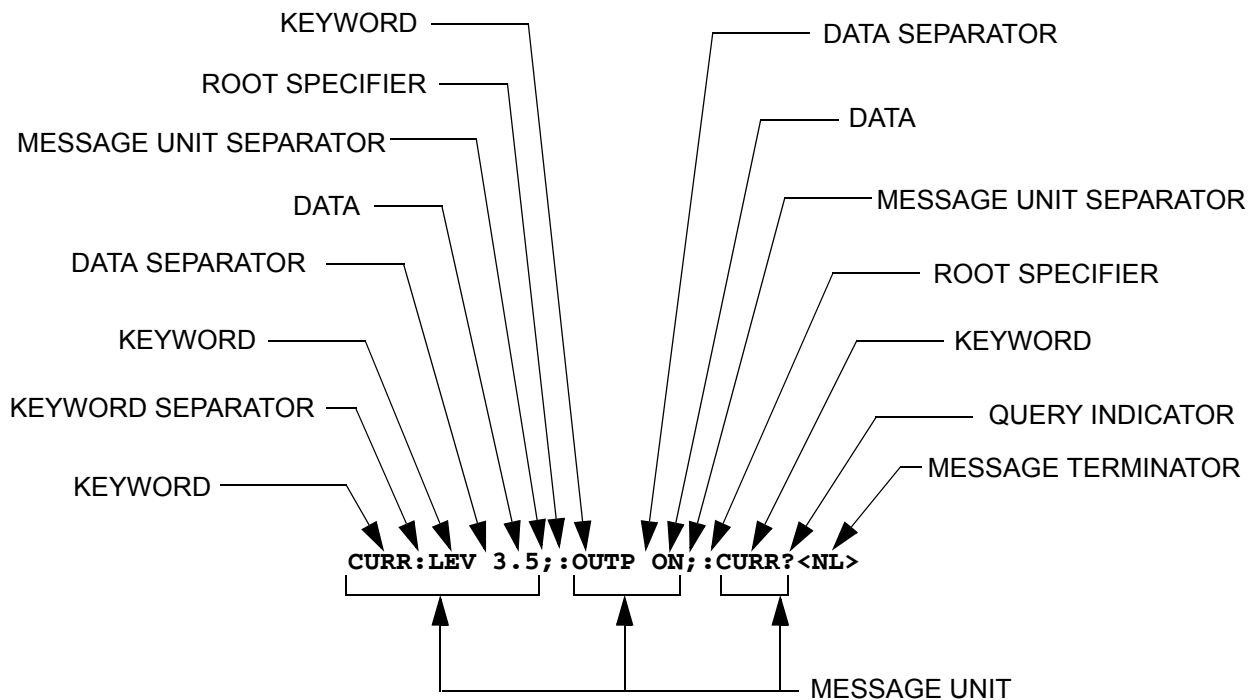 KEYWORD
DATA SEPARATOR
ROOT SPECIFIER
DATA
MESSAGE UNIT SEPARATOR
MESSAGE UNIT SEPARATOR
DATA
DATA SEPARATOR
ROOT SPECIFIER
KEYWORD
KEYWORD
KEYWORD SEPARATOR
QUERY INDICATOR
MESSAGE TERMINATOR
KEYWORD
CURR:LEV 3.5;:OUTP ON;:CURR?<NL>
MESSAGE UNIT